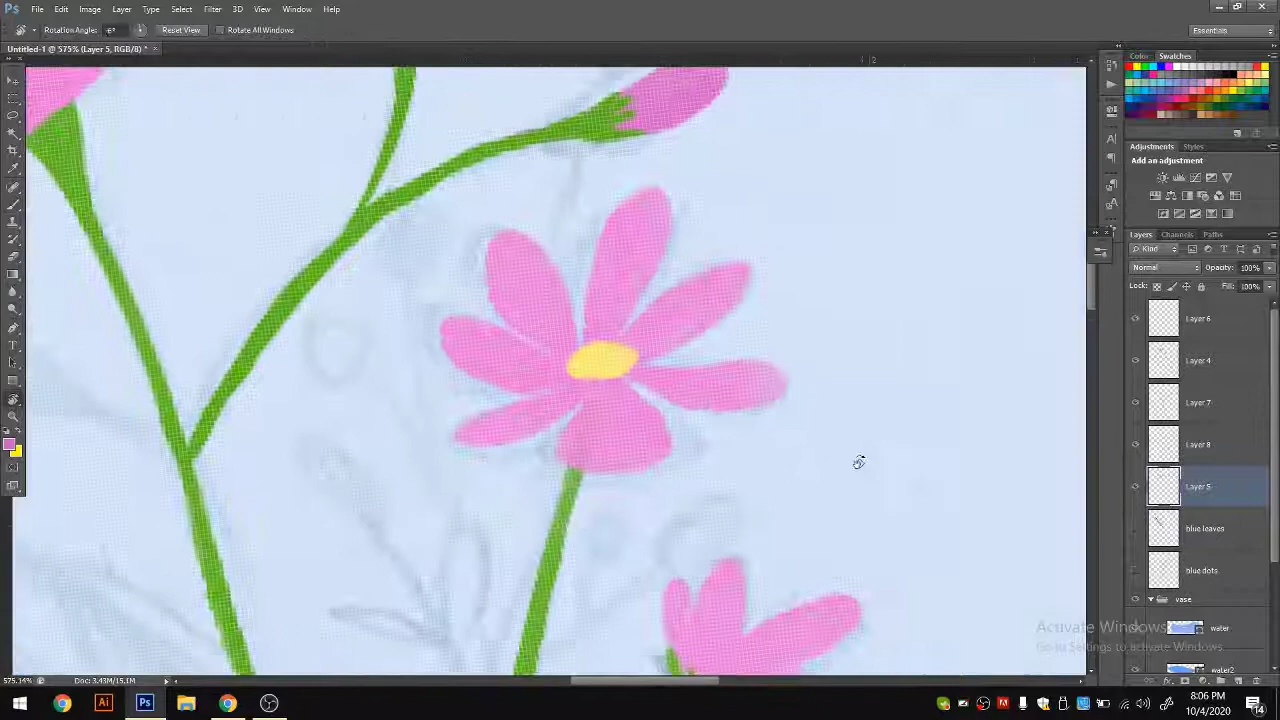 Ps File Edit Image Layer Type Select Filter 3D View Window Help
Rotation Angle: Reset View Rotate All Windows Essentials
Untitled-1 @ 575% (Layer 5, RGB/8) * ×
Color Swatches
Adjustments Styles
Add an adjustment
Layers Channels Paths
Kind
Normal Opacity: 100%
Lock: Fill: 100%
Layer 6
Layer 4
Layer 7
Layer 8
Layer 5
blue leaves
blue dots
vase
water
water2
Activate Windows
Go to Settings to activate Windows.
575.14% Doc: 3.43M/15.1M
Ai Ps
8:06 PM
10/4/2020